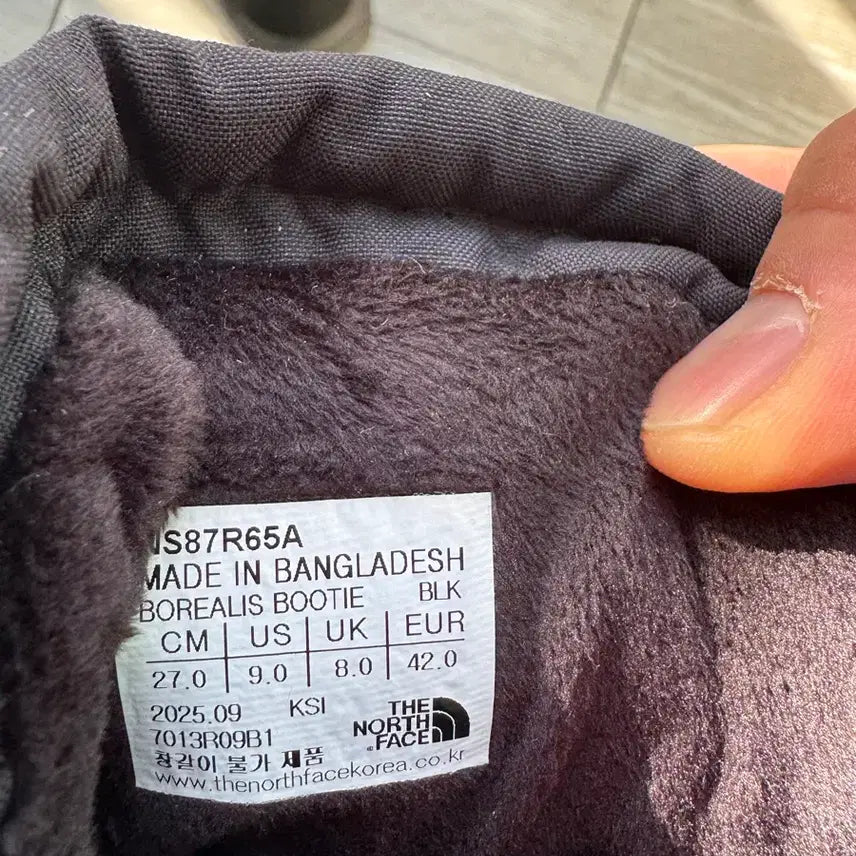 NS87R65A
MADE IN BANGLADESH
BOREALIS BOOTIE BLK
CM US UK EUR
27.0 9.0 8.0 42.0
2025.09 KSI
7013R09B1
창갈이 불가 제품
THE
NORTH
FACE
www.thenorthfacekorea.co.kr